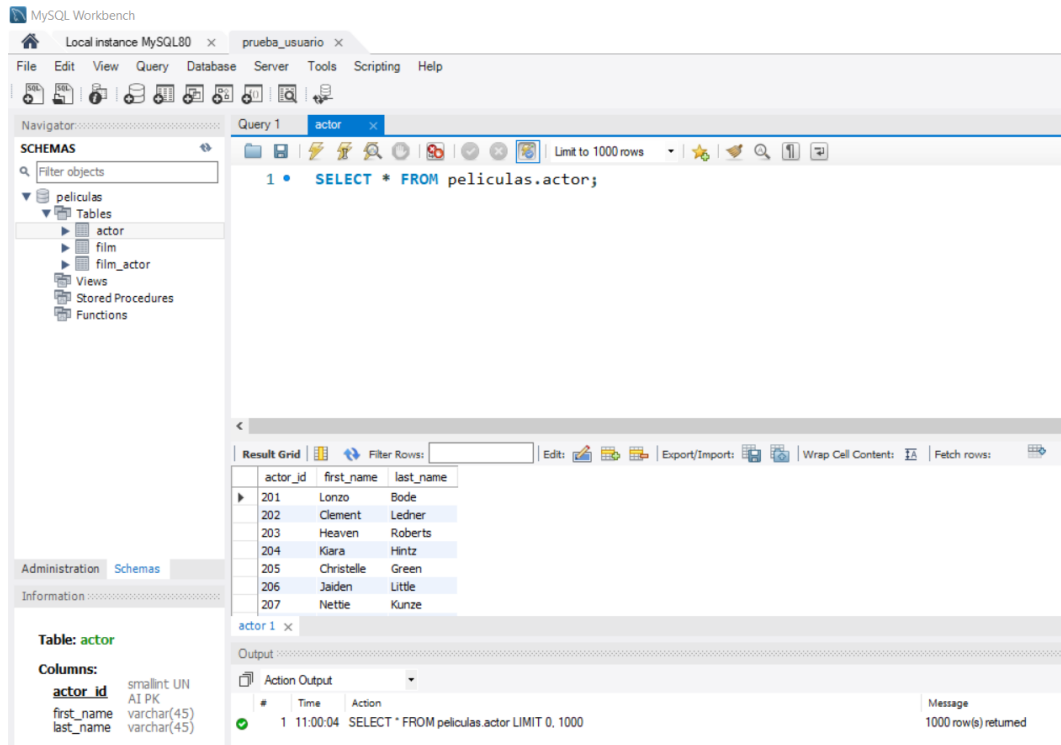 MySQL Workbench
Local instance MySQL80 × prueba_usuario ×
File Edit View Query Database Server Tools Scripting Help
SQL SQL
Navigator
SCHEMAS
Filter objects
peliculas
Tables
actor
film
film_actor
Views
Stored Procedures
Functions
Administration Schemas
Information
Table: actor
Columns:
actor_id smallint UN
AI PK
first_name varchar(45)
last_name varchar(45)
Query 1 actor ×
Limit to 1000 rows
1 SELECT * FROM peliculas.actor;
Result Grid Filter Rows: Edit: Export/Import: Wrap Cell Content: IA Fetch rows:
actor_id first_name last_name
201 Lonzo Bode
202 Clement Ledner
203 Heaven Roberts
204 Kiara Hintz
205 Christelle Green
206 Jaiden Little
207 Nettie Kunze
actor 1 ×
Output
Action Output
# Time Action Message
1 11:00:04 SELECT * FROM peliculas.actor LIMIT 0, 1000 1000 row(s) returned